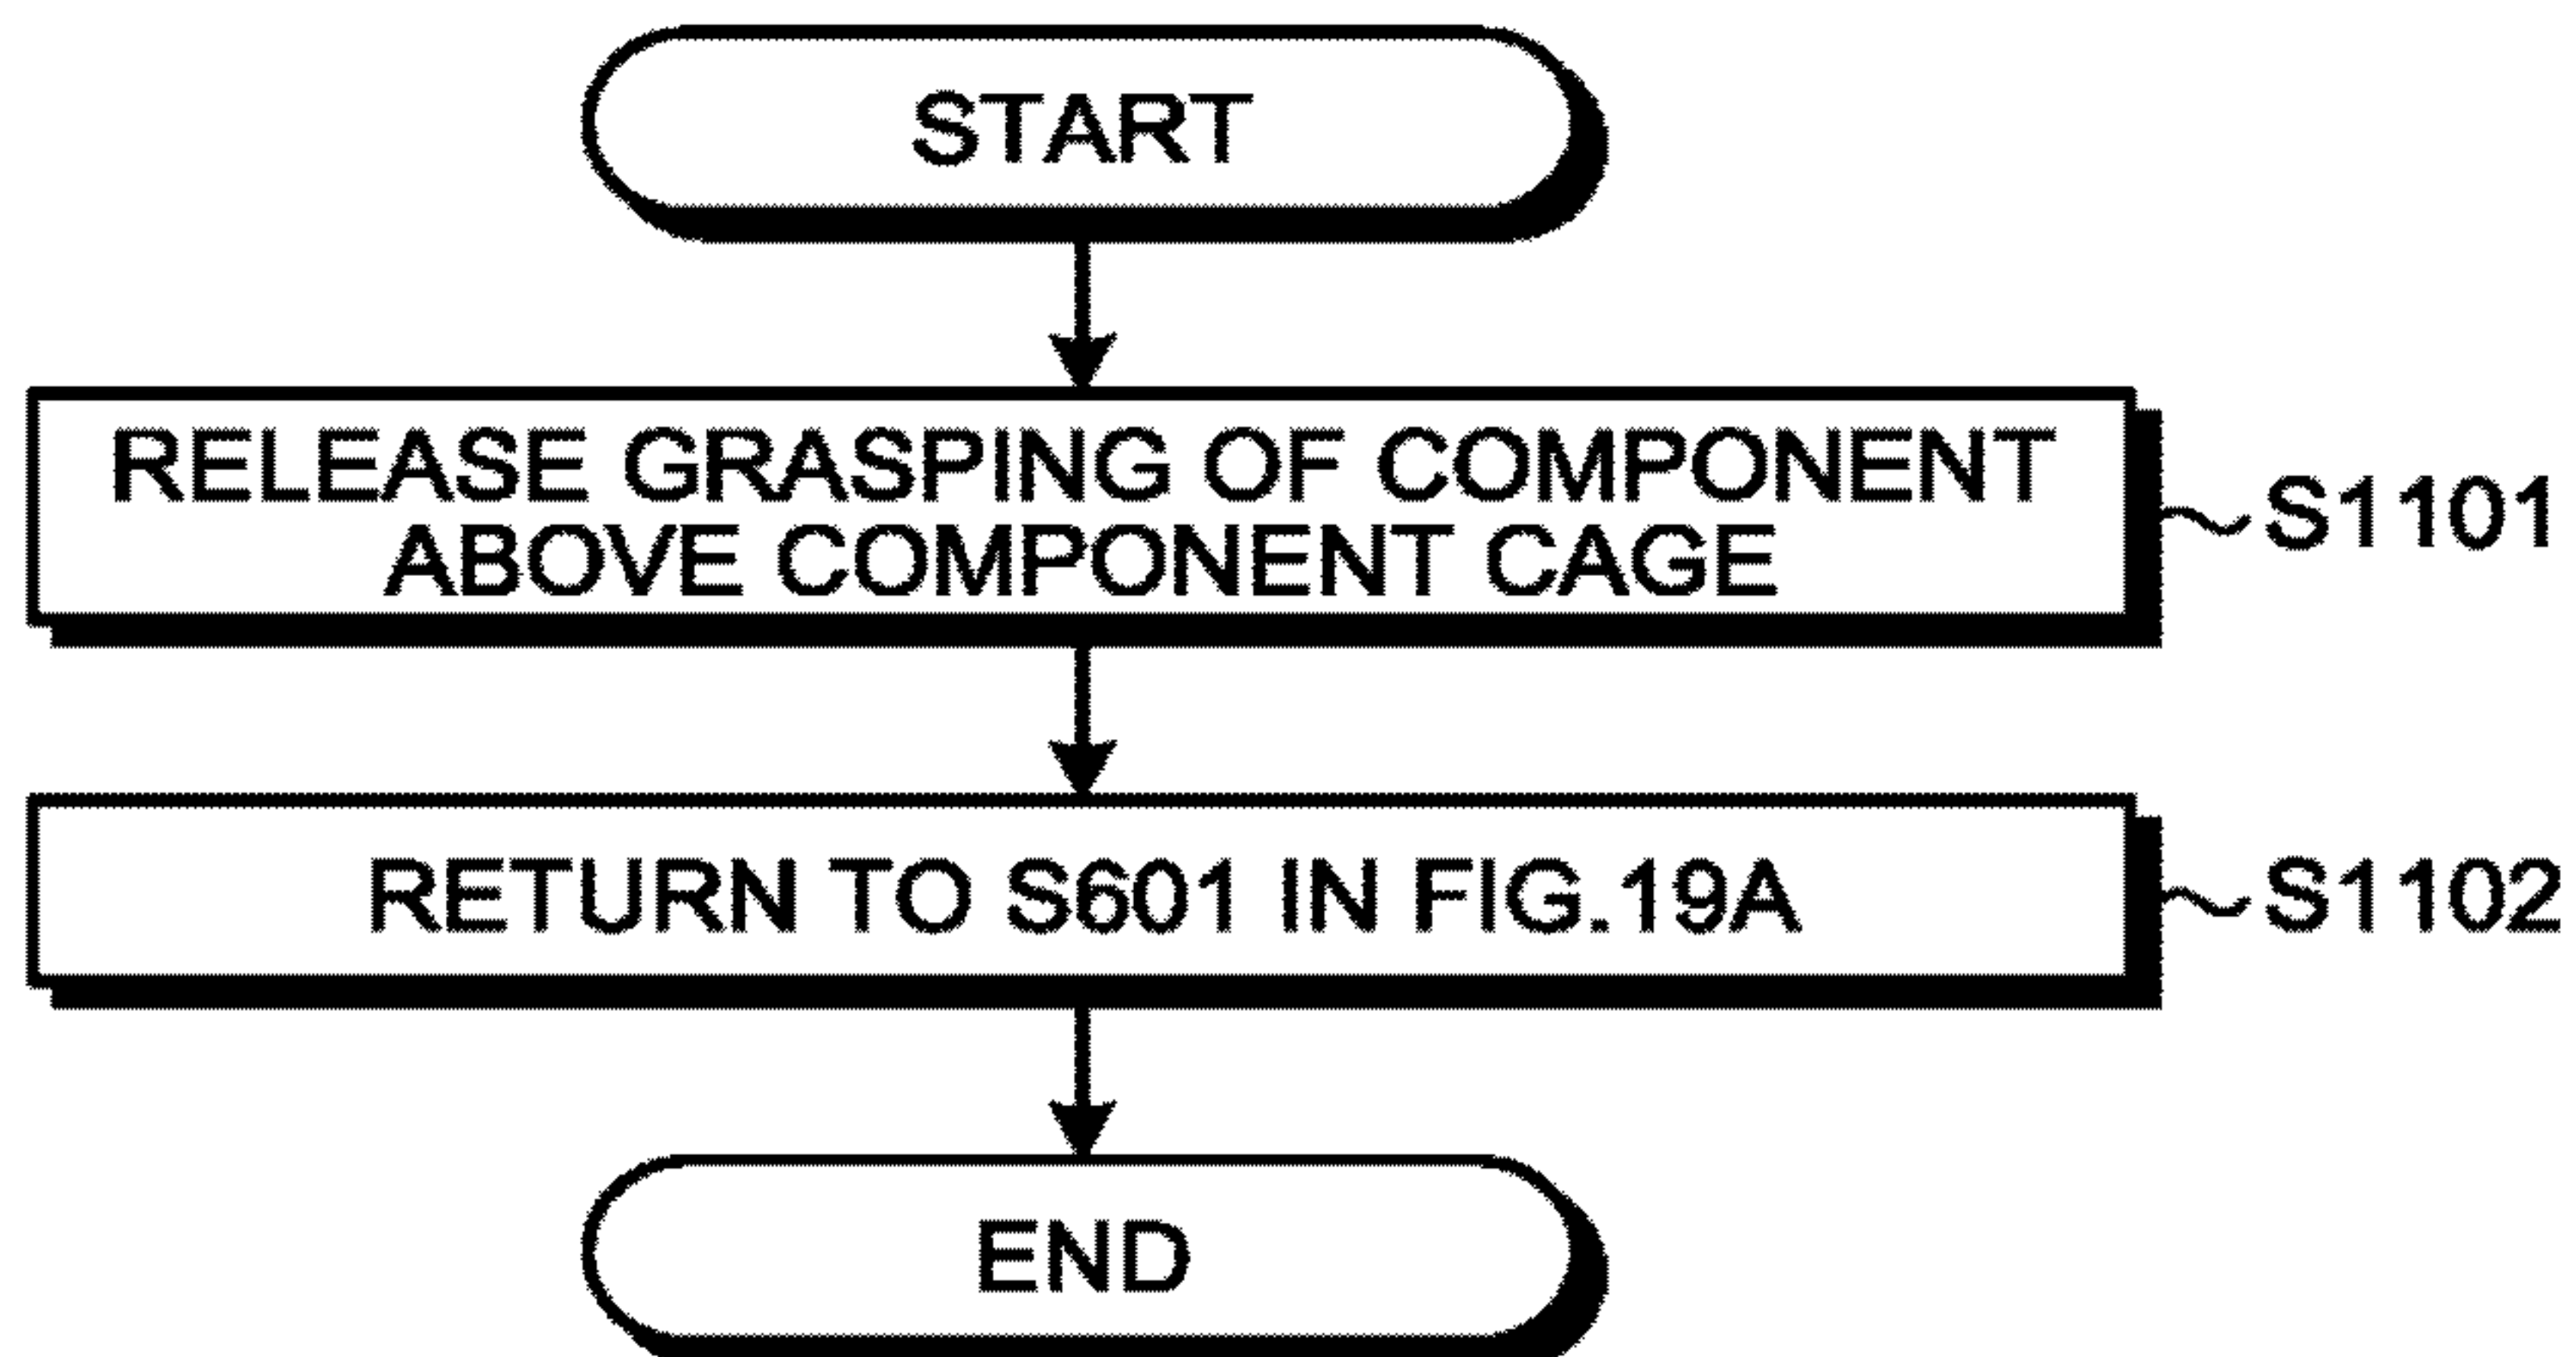 START
RELEASE GRASPING OF COMPONENT
ABOVE COMPONENT CAGE
S1101
RETURN TO S601 IN FIG.19A
S1102
END